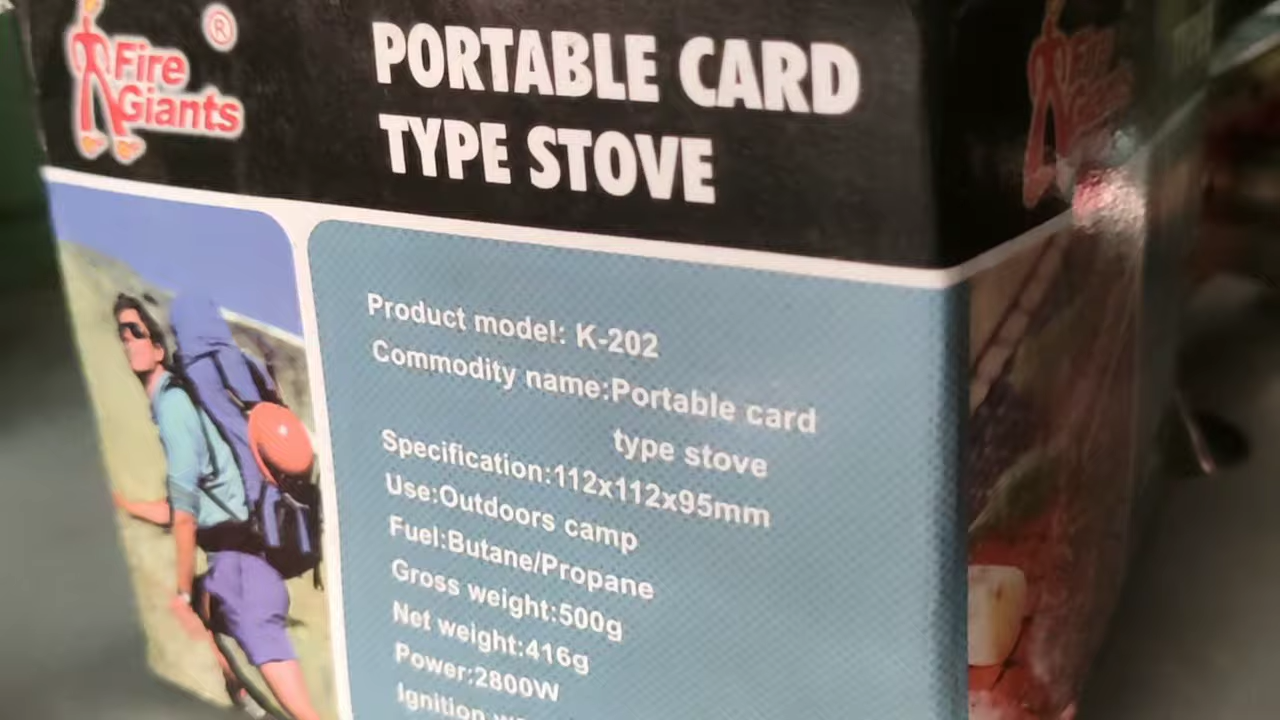 Fire
Giants
®
PORTABLE CARD
TYPE STOVE
Product model: K-202
Commodity name:Portable card
type stove
Specification:112x112x95mm
Use:Outdoors camp
Fuel:Butane/Propane
Gross weight:500g
Net weight:416g
Power:2800W
Ignition